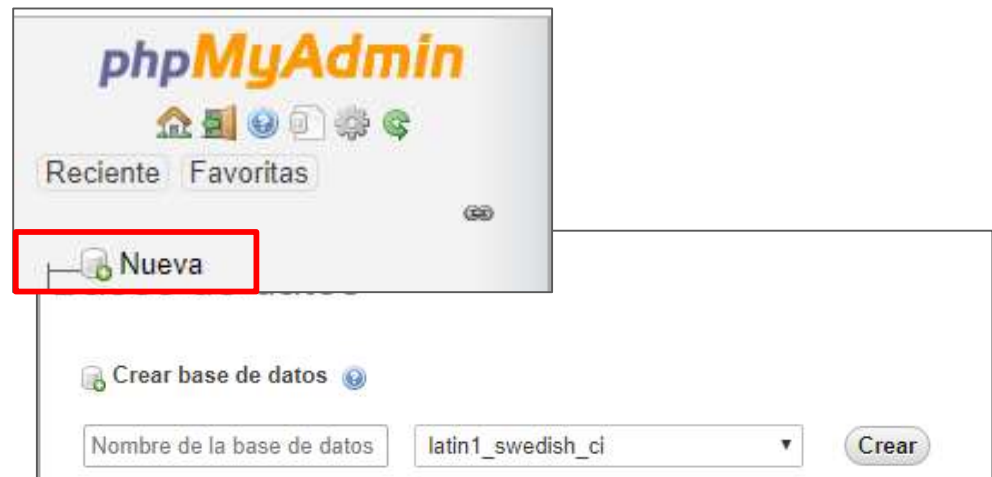 phpMyAdmin
Reciente Favoritas
Nueva
Crear base de datos
Nombre de la base de datos latin1_swedish_ci Crear